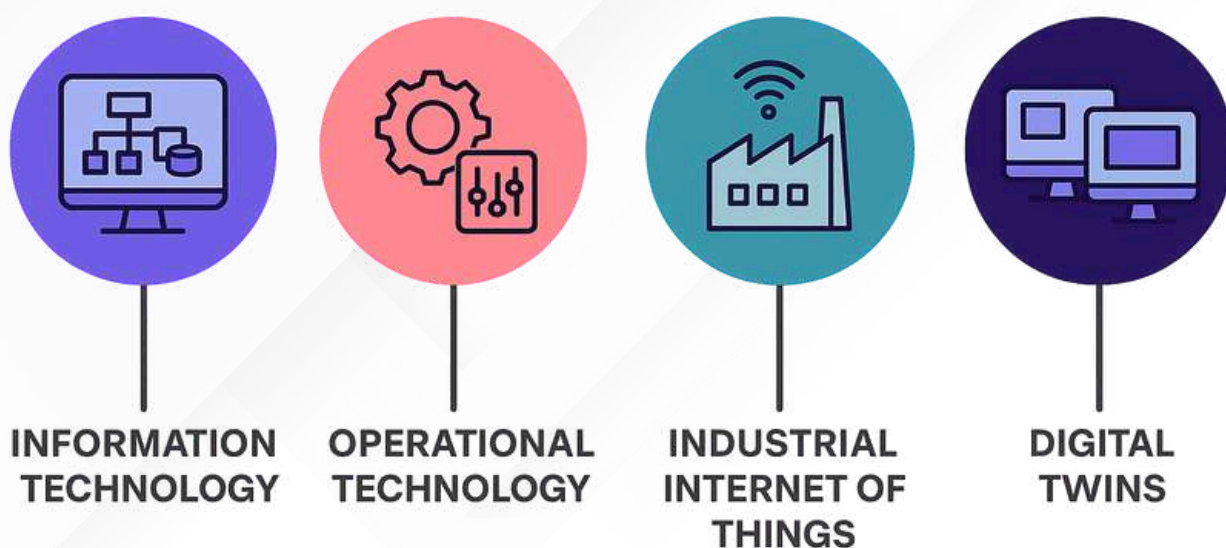 INFORMATION
TECHNOLOGY
OPERATIONAL
TECHNOLOGY
INDUSTRIAL
INTERNET OF
THINGS
DIGITAL
TWINS